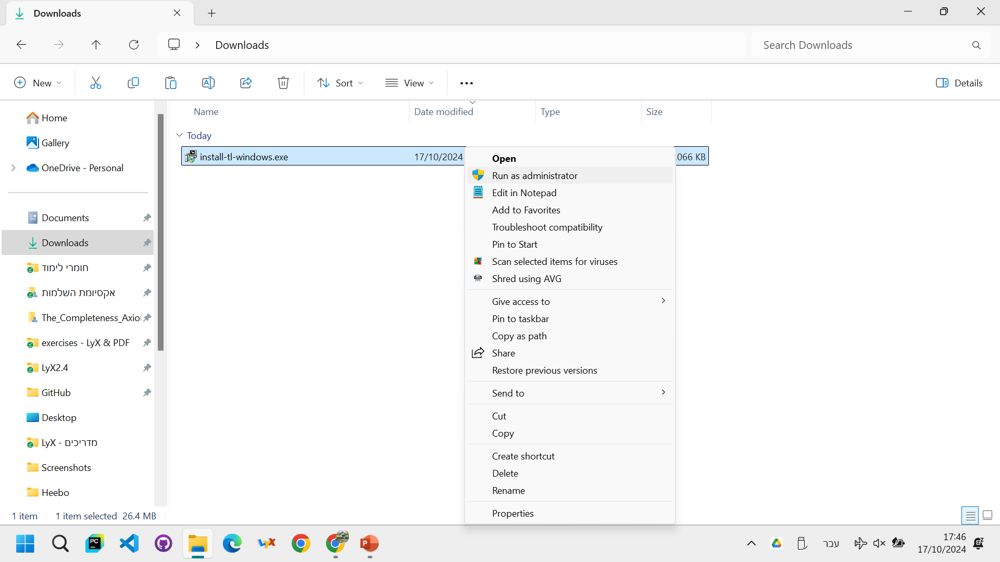 Downloads
Downloads
Search Downloads
New
Sort
View
Details
Home
Gallery
OneDrive - Personal
Documents
Downloads
חומרי לימוד
אקסיומת השלמות
The_Completeness_Axio
exercises - LyX & PDF
LyX2.4
GitHub
Desktop
LyX - מדריכים
Screenshots
Heebo
Name
Date modified
Type
Size
Today
install-tl-windows.exe
17/10/2024
066 KB
Open
Run as administrator
Edit in Notepad
Add to Favorites
Troubleshoot compatibility
Pin to Start
Scan selected items for viruses
Shred using AVG
Give access to
Pin to taskbar
Copy as path
Share
Restore previous versions
Send to
Cut
Copy
Create shortcut
Delete
Rename
Properties
1 item
1 item selected 26.4 MB
PC
P
עבר
17:46
17/10/2024